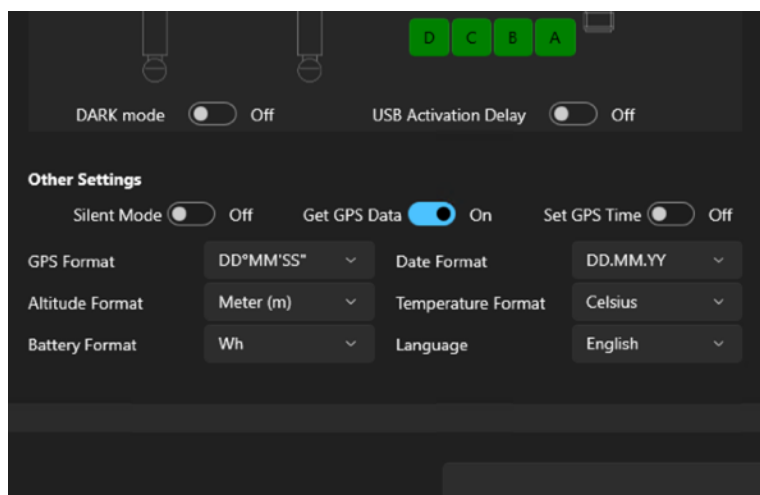 D C B A
DARK mode Off USB Activation Delay Off
Other Settings
Silent Mode Off Get GPS Data On Set GPS Time Off
GPS Format DD°MM'SS" Date Format DD.MM.YY
Altitude Format Meter (m) Temperature Format Celsius
Battery Format Wh Language English